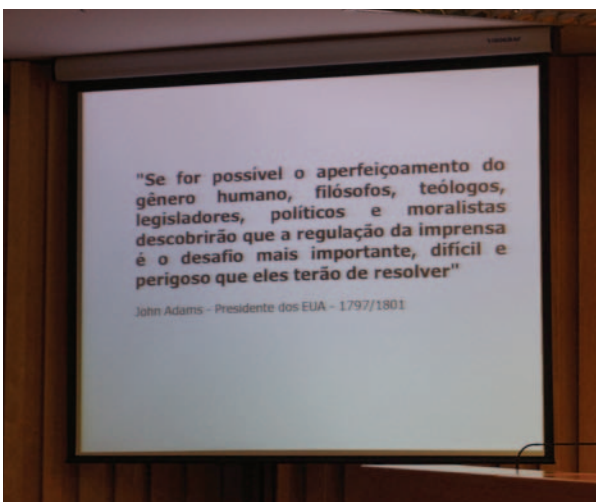 "Se for possível o aperfeiçoamento do
gênero humano, filósofos, teólogos,
legisladores, políticos e moralistas
descobrirão que a regulação da imprensa
é o desafio mais importante, difícil e
perigoso que eles terão de resolver"
John Adams - Presidente dos EUA - 1797/1801